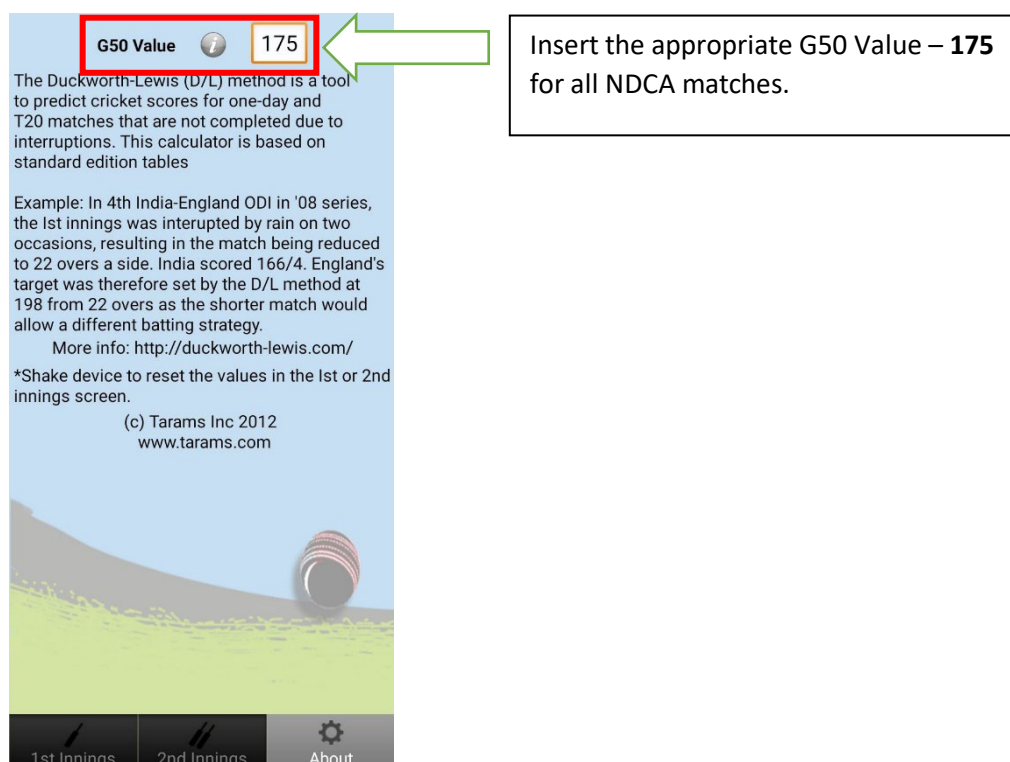 G50 Value
175
The Duckworth-Lewis (D/L) method is a tool
to predict cricket scores for one-day and
T20 matches that are not completed due to
interruptions. This calculator is based on
standard edition tables
Example: In 4th India-England ODI in '08 series,
the Ist innings was interupted by rain on two
occasions, resulting in the match being reduced
to 22 overs a side. India scored 166/4. England's
target was therefore set by the D/L method at
198 from 22 overs as the shorter match would
allow a different batting strategy.
More info: http://duckworth-lewis.com/
*Shake device to reset the values in the Ist or 2nd
innings screen.
(c) Tarams Inc 2012
www.tarams.com
1st Innings
2nd Innings
About
Insert the appropriate G50 Value – 175
for all NDCA matches.